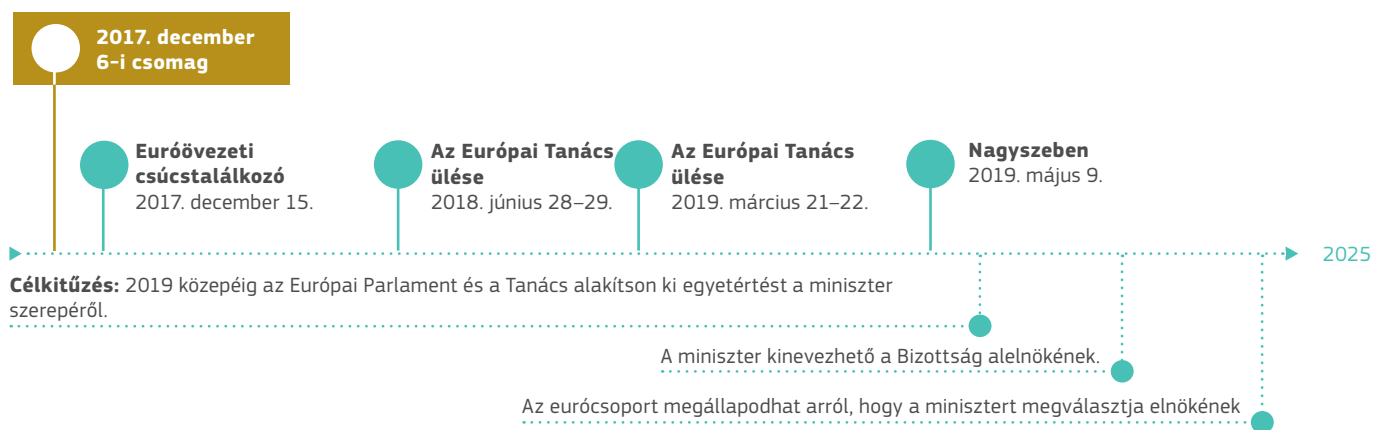 2017. december
6-i csomag
Euróövezeti
csúcstalálkozó
2017. december 15.
Az Európai Tanács
ülése
2018. június 28–29.
Az Európai Tanács
ülése
2019. március 21–22.
Nagyszeben
2019. május 9.
2025
Célkitűzés: 2019 közepéig az Európai Parlament és a Tanács alakítson ki egyetértést a miniszter
szerepéről.
A miniszter kinevezhető a Bizottság alelnökének.
Az eurócsoport megállapodhat arról, hogy a minisztert megválasztja elnökének